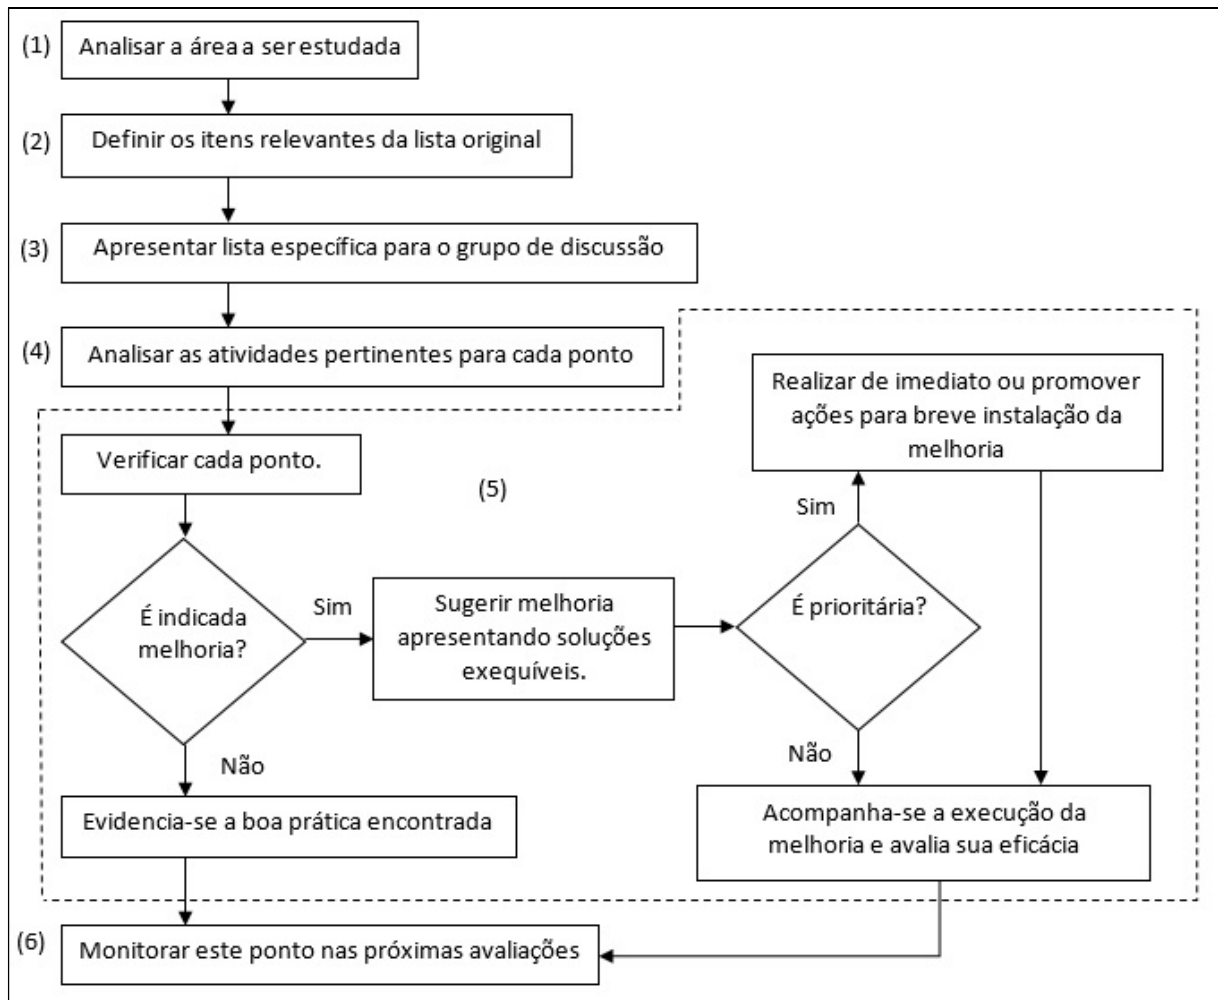 (1)
Analisar a área a ser estudada
(2)
Definir os itens relevantes da lista original
(3)
Apresentar lista específica para o grupo de discussão
(4)
Analisar as atividades pertinentes para cada ponto
Realizar de imediato ou promover
ações para breve instalação da
melhoria
Verificar cada ponto.
(5)
Sim
É indicada
melhoria?
Sim
Sugerir melhoria
apresentando soluções
exequíveis.
É prioritária?
Não
Não
Evidencia-se a boa prática encontrada
Acompanha-se a execução da
melhoria e avalia sua eficácia
(6)
Monitorar este ponto nas próximas avaliações